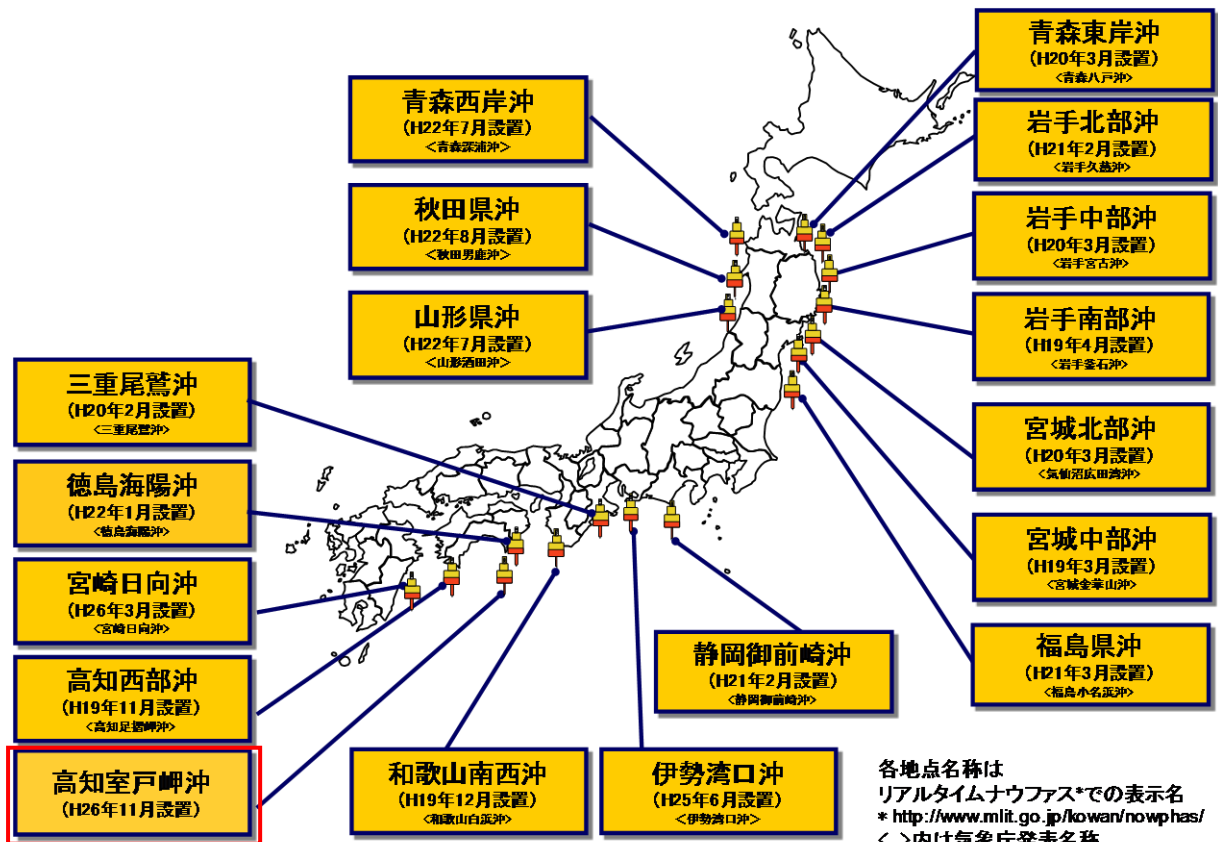 青森東岸沖
(H20年3月設置)
<青森八戸沖>
青森西岸沖
(H22年7月設置)
<青森深浦沖>
岩手北部沖
(H21年2月設置)
<岩手久慈沖>
秋田県沖
(H22年8月設置)
<秋田男鹿沖>
岩手中部沖
(H20年3月設置)
<岩手宮古沖>
山形県沖
(H22年7月設置)
<山形酒田沖>
岩手南部沖
(H19年4月設置)
<岩手釜石沖>
三重尾鷲沖
(H20年2月設置)
<三重尾鷲沖>
宮城北部沖
(H20年3月設置)
<気仙沼広田湾沖>
徳島海陽沖
(H22年1月設置)
<徳島海陽沖>
宮城中部沖
(H19年3月設置)
<宮城金華山沖>
宮崎日向沖
(H26年3月設置)
<宮崎日向沖>
福島県沖
(H21年3月設置)
<福島小名浜沖>
静岡御前崎沖
(H21年2月設置)
<静岡御前崎沖>
高知西部沖
(H19年11月設置)
<高知足摺岬沖>
高知室戸岬沖
(H26年11月設置)
和歌山南西沖
(H19年12月設置)
<和歌山白浜沖>
伊勢湾口沖
(H25年6月設置)
<伊勢湾口沖>
各地点名称は
リアルタイムナウファス*での表示名
* http://www.mlit.go.jp/kowan/nowphas/
< >内は気象庁発表名称